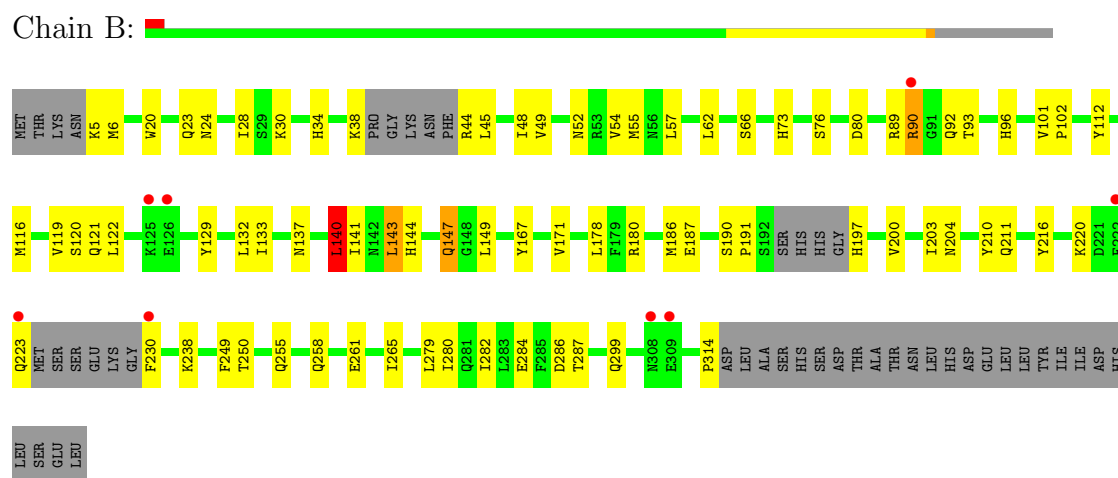 Chain B:
MET THR LYS ASN K5 M6 W20 Q23 N24 I28 S29 K30 H34 K38 PRO GLY LYS ASN PHE R44 L45 I48 V49 N52 R53 V54 M55 N56 L57 L62 S66 H73 S76 D80 R89 R90 G91 Q92 T93 H96 V101 P102 Y112
M116 V119 S120 Q121 L122 K125 E126 Y129 L132 I133 N137 L140 I141 N142 L143 H144 Q147 G148 L149 Y167 V171 L178 F179 R180 M186 E187 S190 P191 S192 SER HIS HIS GLY H197 V200 I203 N204 Y210 Q211 Y216 K220 D221
Q223 MET SER SER GLU LYS GLY F230 K238 F249 T250 Q255 Q258 E261 I265 L279 I280 Q281 I282 L283 E284 F285 D286 T287 Q299 N308 E309 P314 ASP LEU ALA SER HIS SER ASP THR ALA THR ASN LEU HIS ASP GLU LEU LEU TYR ILE ILE ASP HIS
LEU SER GLU LEU